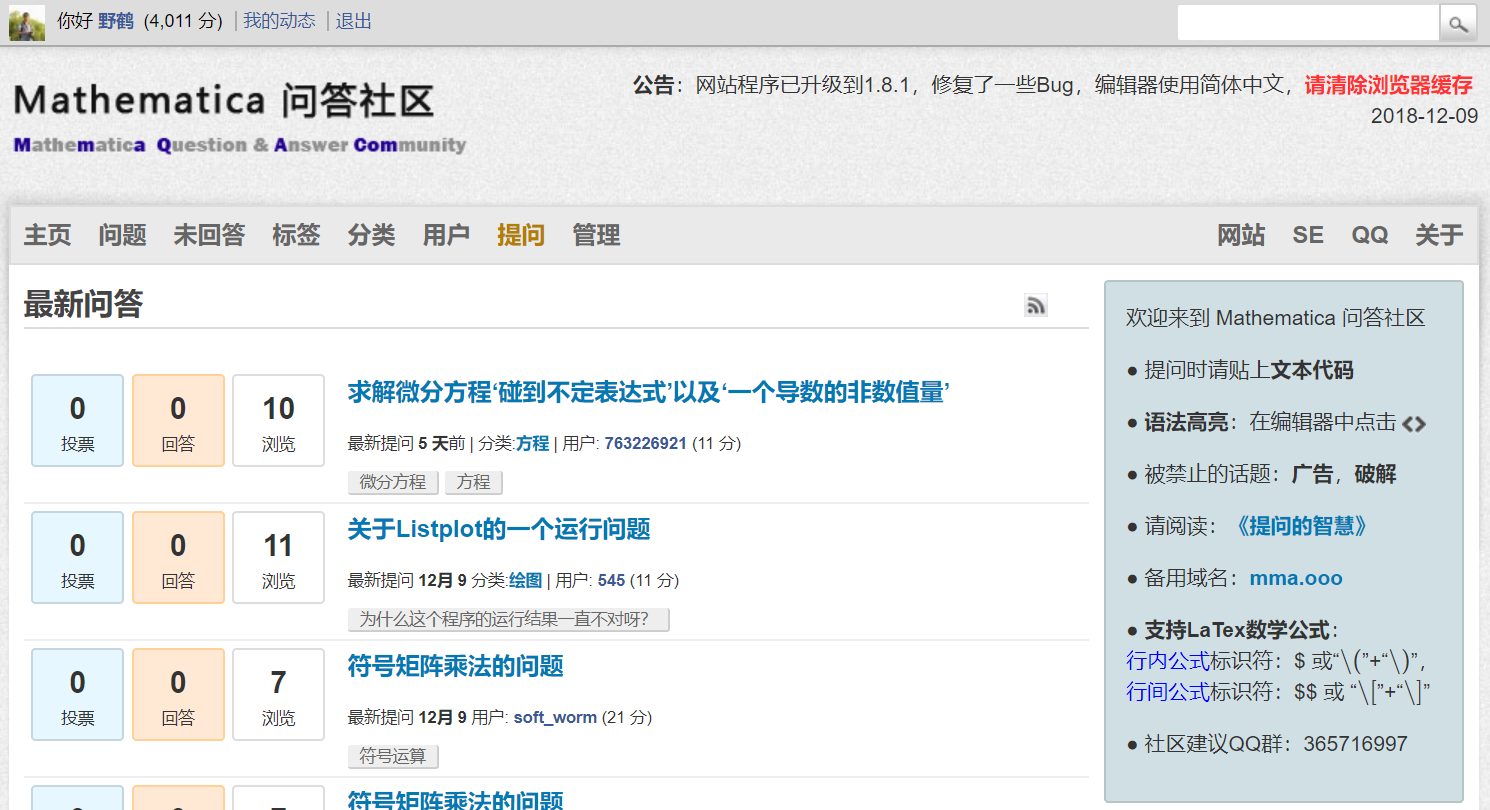 你好 野鹤 (4,011 分) | 我的动态 | 退出
Mathematica 问答社区
Mathematica Question & Answer Community
公告：网站程序已升级到1.8.1，修复了一些Bug，编辑器使用简体中文，请清除浏览器缓存
2018-12-09
主页 问题 未回答 标签 分类 用户 提问 管理 网站 SE QQ 关于
最新问答
0 投票 0 回答 10 浏览
求解微分方程‘碰到不定表达式’以及‘一个导数的非数值量’
最新提问 5 天前 | 分类:方程 | 用户: 763226921 (11 分)
微分方程 方程
0 投票 0 回答 11 浏览
关于Listplot的一个运行问题
最新提问 12月 9 分类:绘图 | 用户: 545 (11 分)
为什么这个程序的运行结果一直不对呀？
0 投票 0 回答 7 浏览
符号矩阵乘法的问题
最新提问 12月 9 用户: soft_worm (21 分)
符号运算
符号矩阵乘法的问题
欢迎来到 Mathematica 问答社区
● 提问时请贴上文本代码
● 语法高亮：在编辑器中点击 <>
● 被禁止的话题：广告，破解
● 请阅读：《提问的智慧》
● 备用域名：mma.ooo
● 支持LaTex数学公式：
行内公式标识符：$ 或“\(”+“\)”，
行间公式标识符：$$ 或 “\[”+“\]”
● 社区建议QQ群：365716997